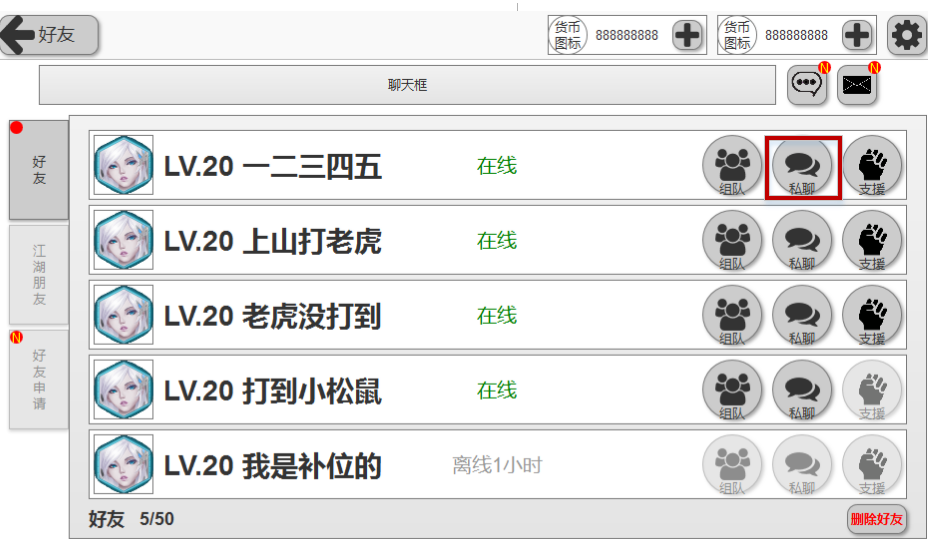 好友
货币图标 888888888
货币图标 888888888
聊天框
N
N
好友
江湖朋友
N
好友申请
LV.20 一二三四五 在线 组队 私聊 支援
LV.20 上山打老虎 在线 组队 私聊 支援
LV.20 老虎没打到 在线 组队 私聊 支援
LV.20 打到小松鼠 在线 组队 私聊 支援
LV.20 我是补位的 离线1小时 组队 私聊 支援
好友 5/50
删除好友